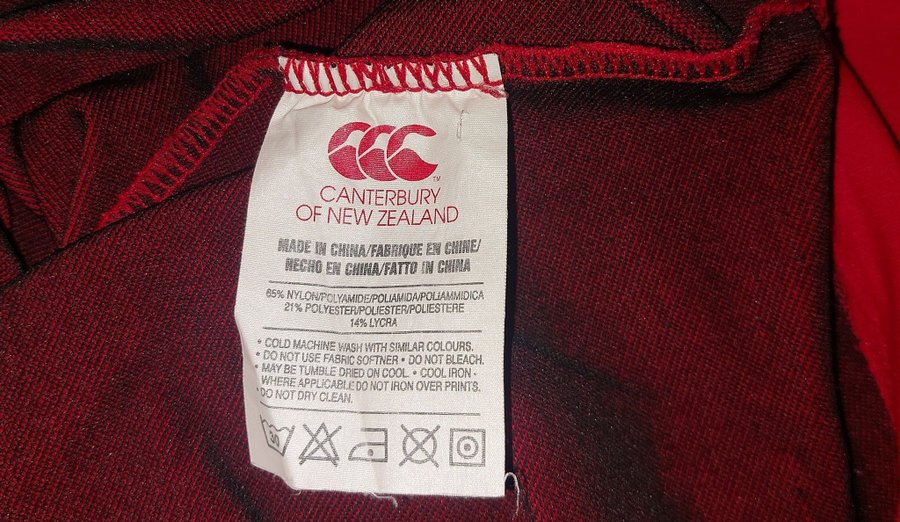 CCC
™
CANTERBURY
OF NEW ZEALAND
MADE IN CHINA/FABRIQUE EN CHINE/
HECHO EN CHINA/FATTO IN CHINA
65% NYLON/POLYAMIDE/POLIAMIDA/POLIAMMIDICA
21% POLYESTER/POLIESTER/POLIESTERE
14% LYCRA
* COLD MACHINE WASH WITH SIMILAR COLOURS.
* DO NOT USE FABRIC SOFTNER • DO NOT BLEACH.
* MAY BE TUMBLE DRIED ON COOL. • COOL IRON -
WHERE APPLICABLE DO NOT IRON OVER PRINTS.
* DO NOT DRY CLEAN.
30